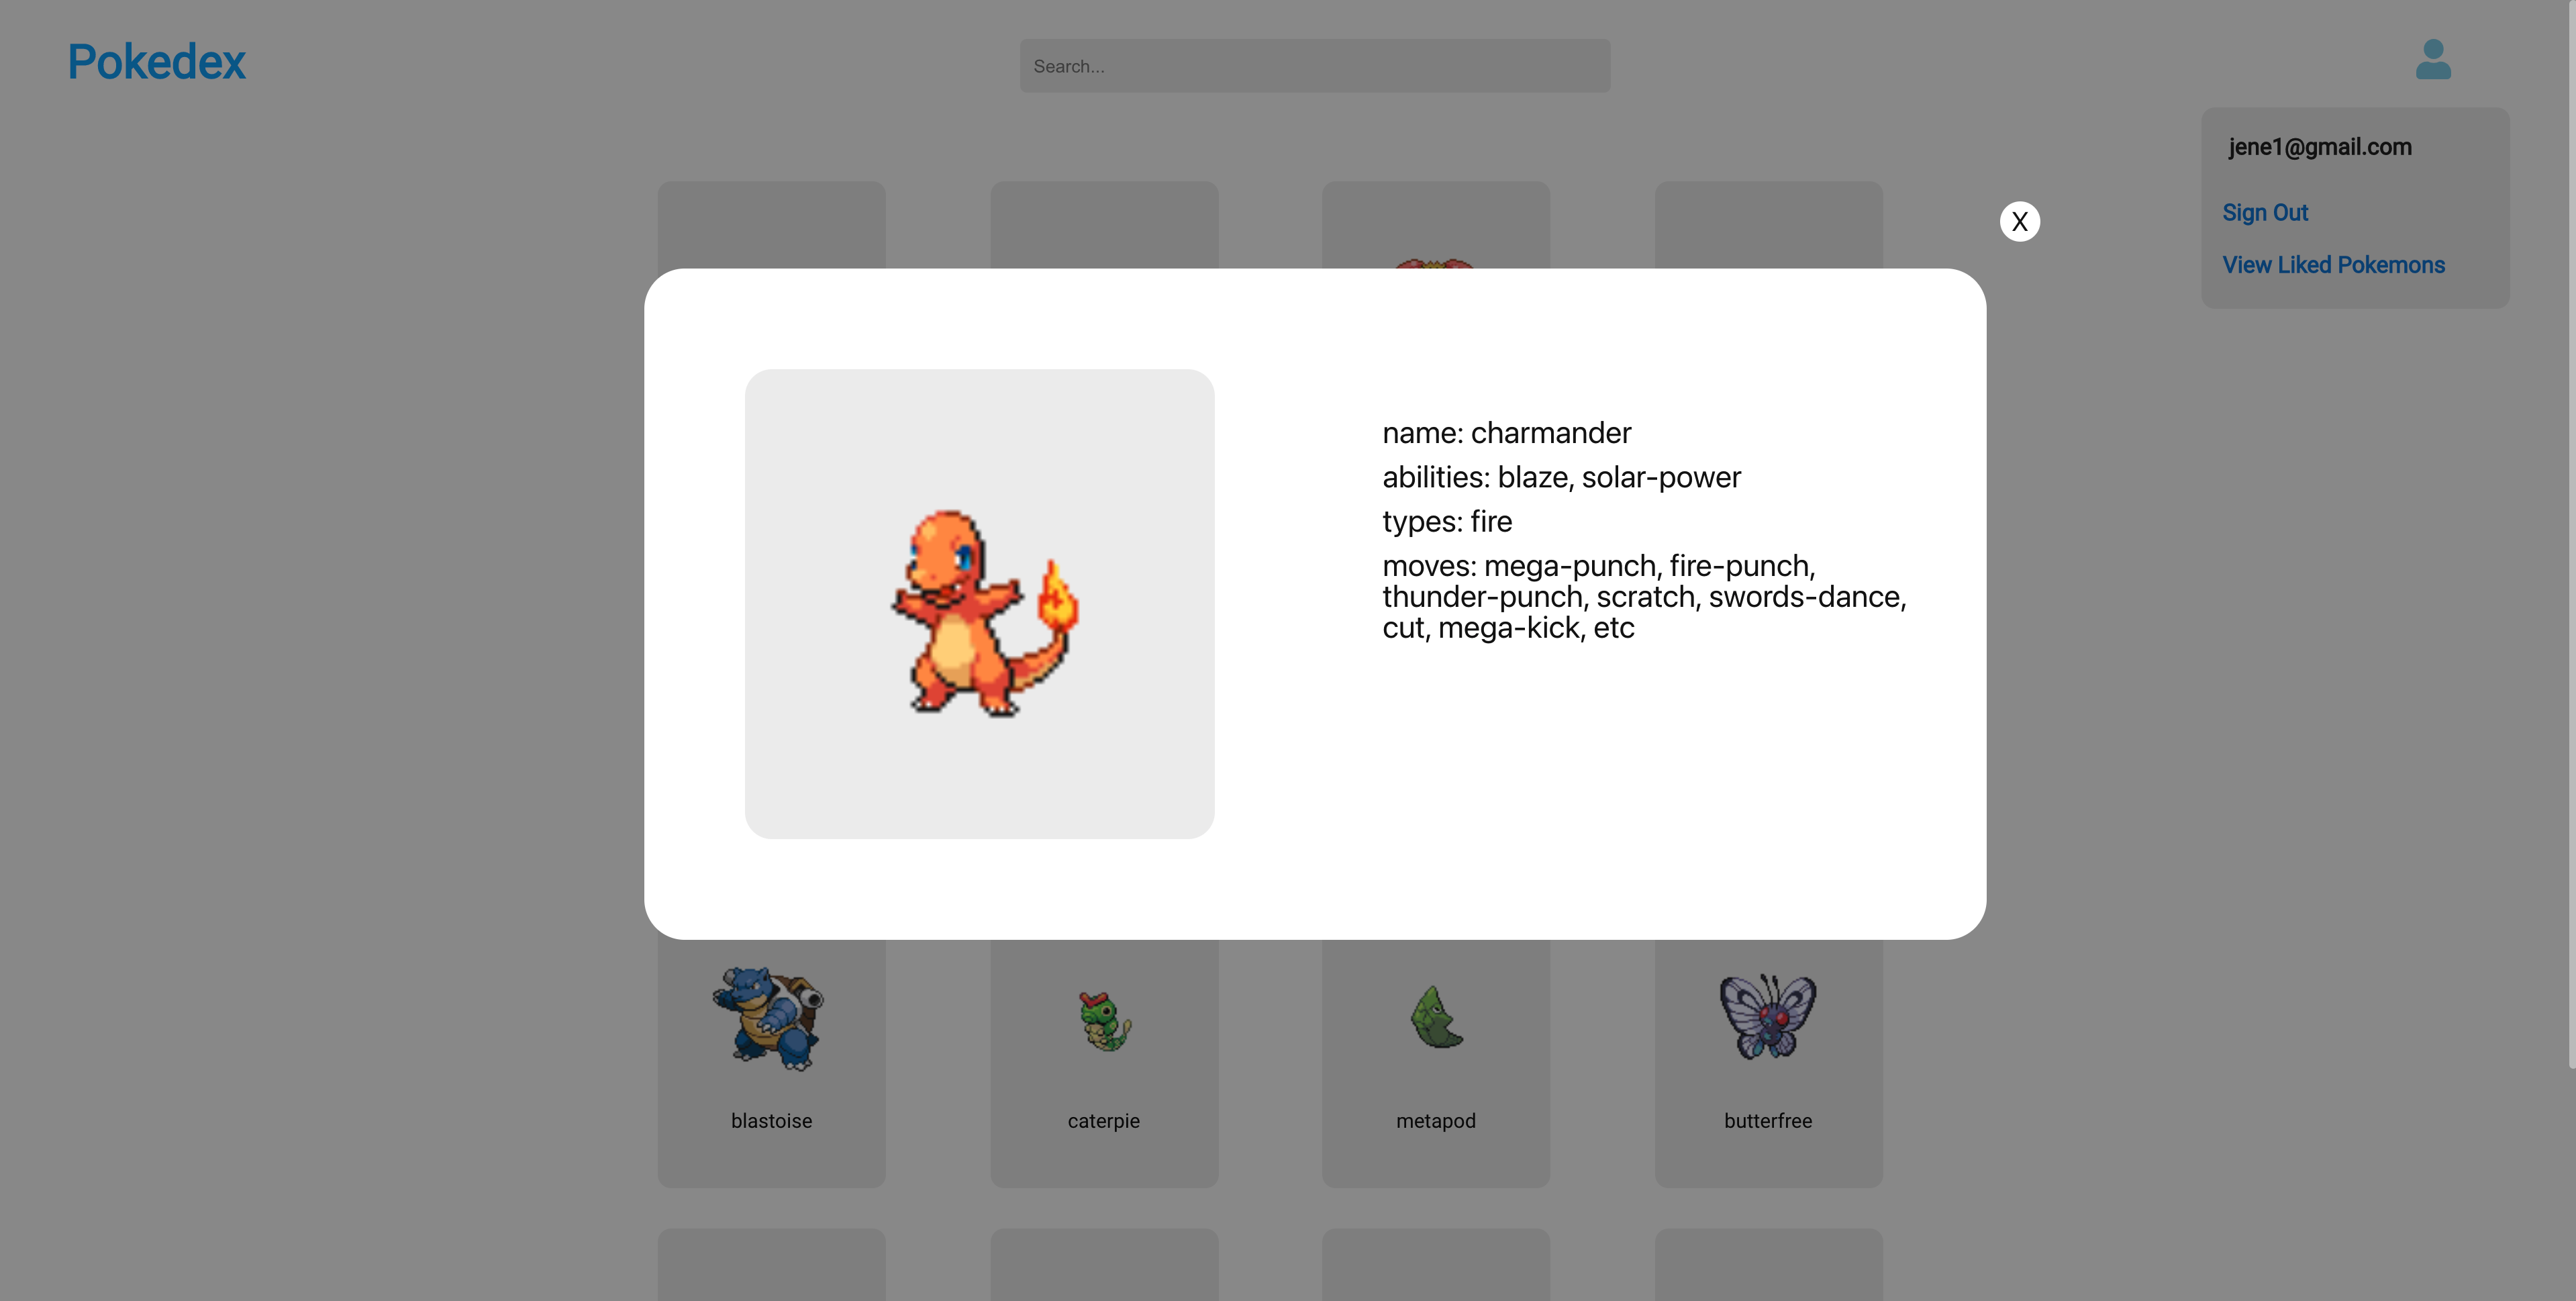 Pokedex
Search...
jene1@gmail.com
Sign Out
View Liked Pokemons
X
name: charmander
abilities: blaze, solar-power
types: fire
moves: mega-punch, fire-punch,
thunder-punch, scratch, swords-dance,
cut, mega-kick, etc
blastoise
caterpie
metapod
butterfree